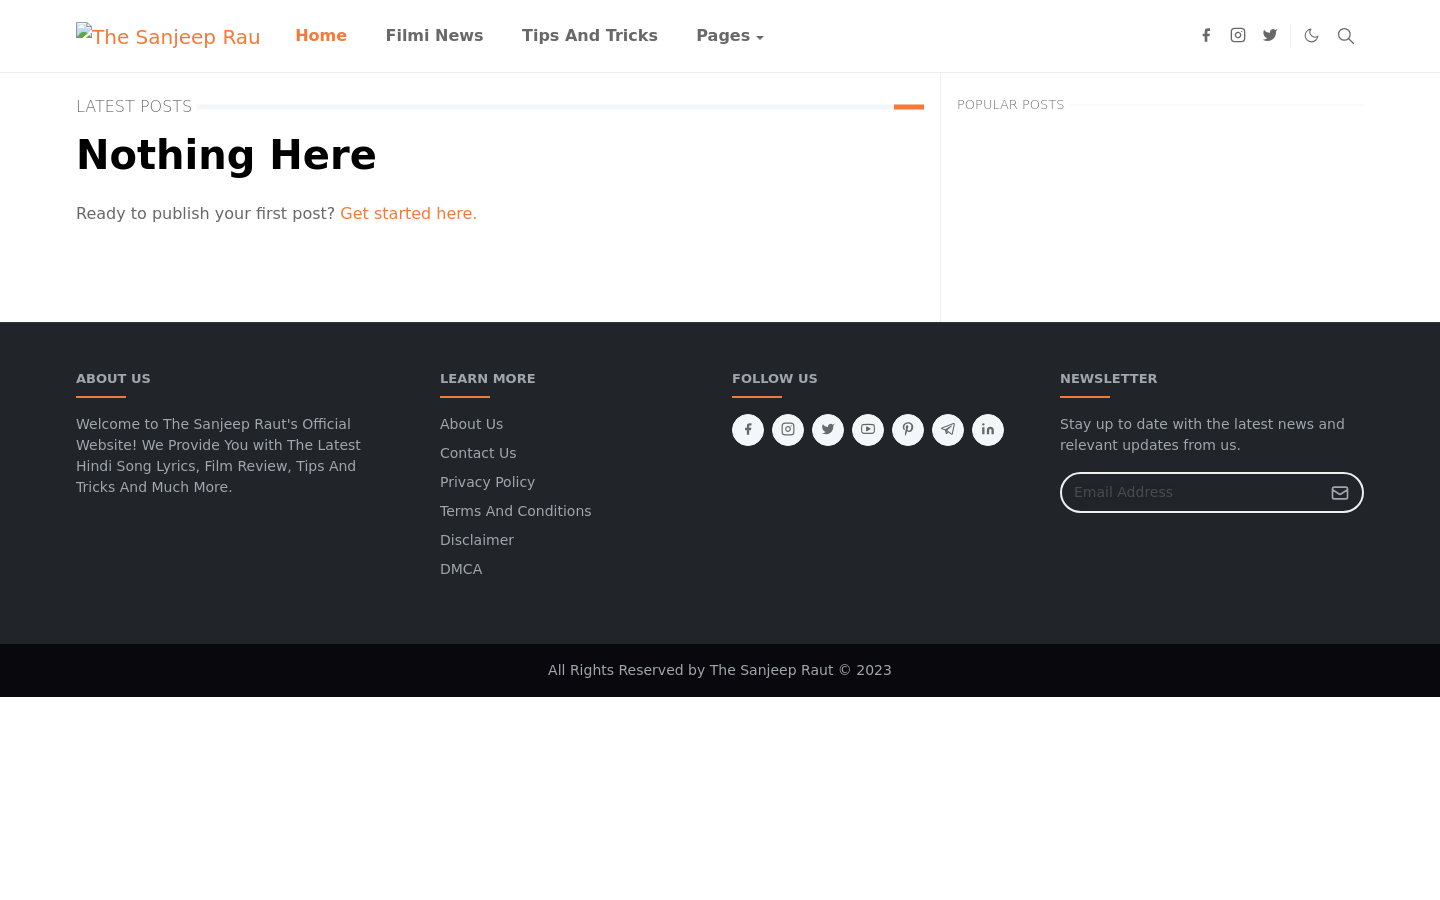 The Sanjeep Rau
Home
Filmi News
Tips And Tricks
Pages
LATEST POSTS
Nothing Here
Ready to publish your first post? Get started here.
POPULAR POSTS
ABOUT US
Welcome to The Sanjeep Raut's Official
Website! We Provide You with The Latest
Hindi Song Lyrics, Film Review, Tips And
Tricks And Much More.
LEARN MORE
About Us
Contact Us
Privacy Policy
Terms And Conditions
Disclaimer
DMCA
FOLLOW US
NEWSLETTER
Stay up to date with the latest news and
relevant updates from us.
Email Address
All Rights Reserved by The Sanjeep Raut © 2023